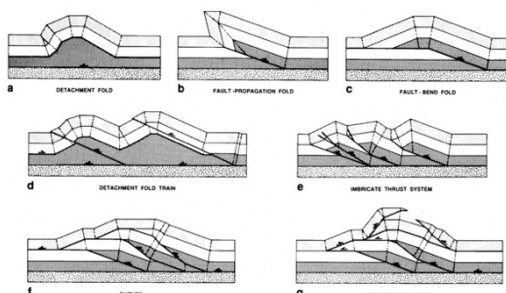 a DETACHMENT FOLD
b FAULT-PROPAGATION FOLD
c FAULT-BEND FOLD
d DETACHMENT FOLD TRAIN
e IMBRICATE THRUST SYSTEM
f
g